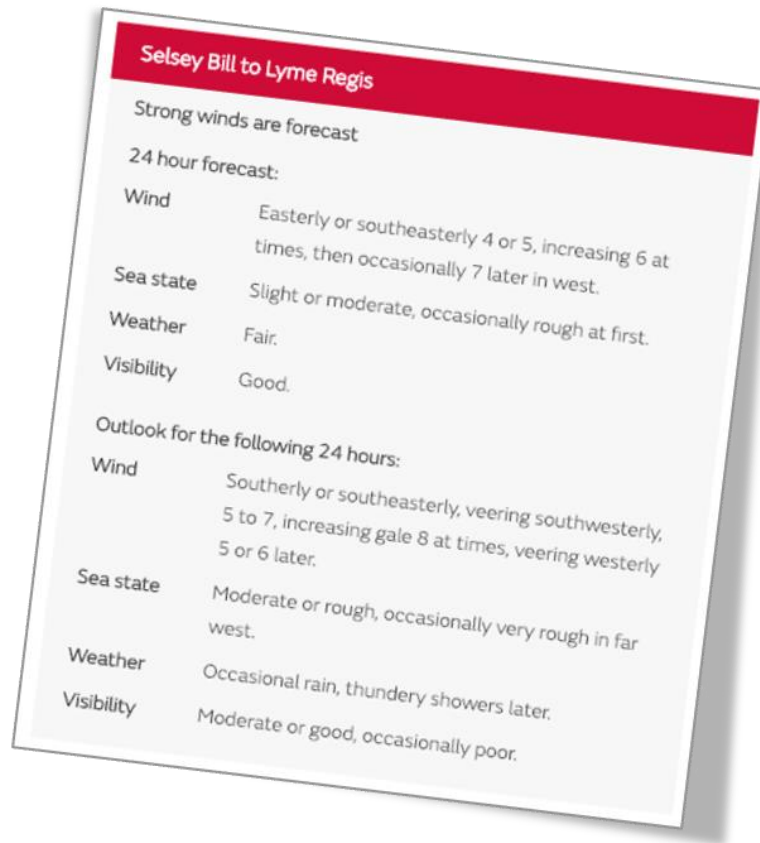 Selsey Bill to Lyme Regis
Strong winds are forecast
24 hour forecast:
Wind
Easterly or southeasterly 4 or 5, increasing 6 at
times, then occasionally 7 later in west.
Sea state
Slight or moderate, occasionally rough at first.
Weather
Fair.
Visibility
Good.
Outlook for the following 24 hours:
Wind
Southerly or southeasterly, veering southwesterly,
5 to 7, increasing gale 8 at times, veering westerly
5 or 6 later.
Sea state
Moderate or rough, occasionally very rough in far
west.
Weather
Occasional rain, thundery showers later.
Visibility
Moderate or good, occasionally poor.